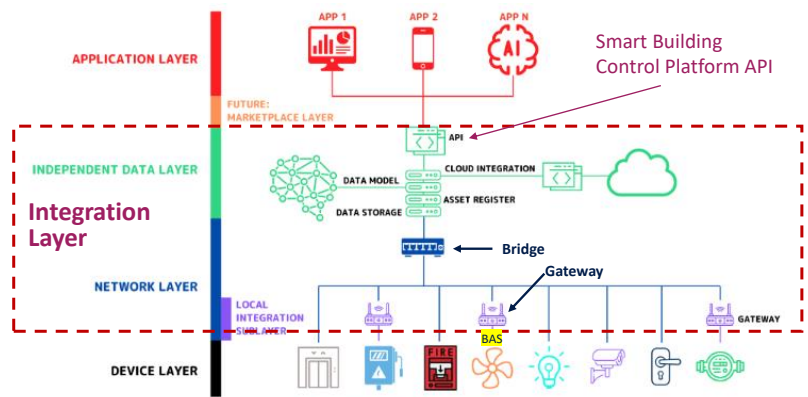 APP 1
APP 2
APP N
AI
APPLICATION LAYER
Smart Building
Control Platform API
FUTURE:
MARKETPLACE LAYER
API
INDEPENDENT DATA LAYER
CLOUD INTEGRATION
DATA MODEL
ASSET REGISTER
DATA STORAGE
Integration
Layer
Bridge
Gateway
NETWORK LAYER
LOCAL
INTEGRATION
SUBLAYER
GATEWAY
BAS
FIRE
DEVICE LAYER